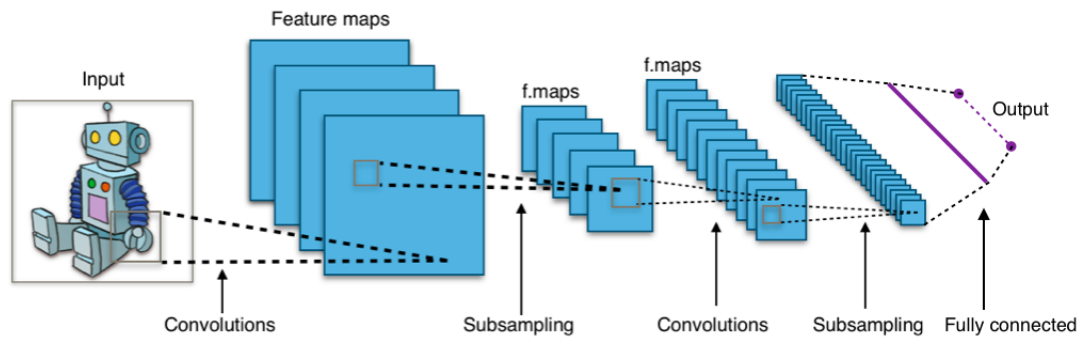 Feature maps
f.maps
f.maps
Input
Output
Convolutions
Subsampling
Convolutions
Subsampling
Fully connected